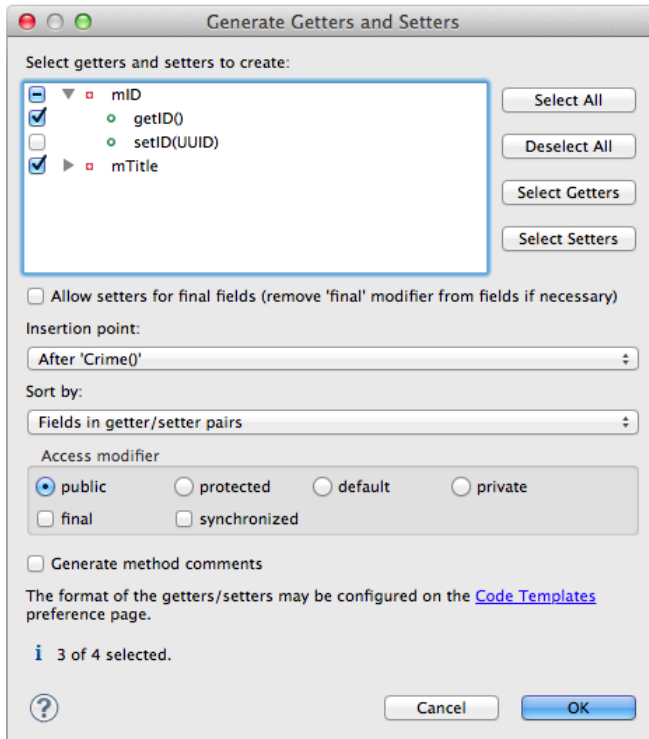 Generate Getters and Setters
Select getters and setters to create:
mID
getID()
setID(UUID)
mTitle
Select All
Deselect All
Select Getters
Select Setters
Allow setters for final fields (remove 'final' modifier from fields if necessary)
Insertion point:
After 'Crime()'
Sort by:
Fields in getter/setter pairs
Access modifier
public protected default private
final synchronized
Generate method comments
The format of the getters/setters may be configured on the Code Templates
preference page.
i 3 of 4 selected.
? Cancel OK